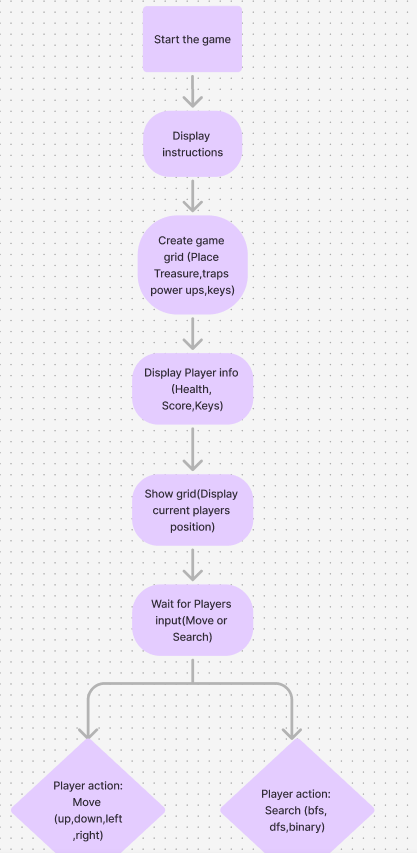 Start the game
Display
instructions
Create game
grid (Place
Treasure,traps
power ups,keys)
Display Player info
(Health,
Score,Keys)
Show grid(Display
current players
position)
Wait for Players
input(Move or
Search)
Player action:
Move
(up,down,left
,right)
Player action:
Search (bfs,
dfs,binary)